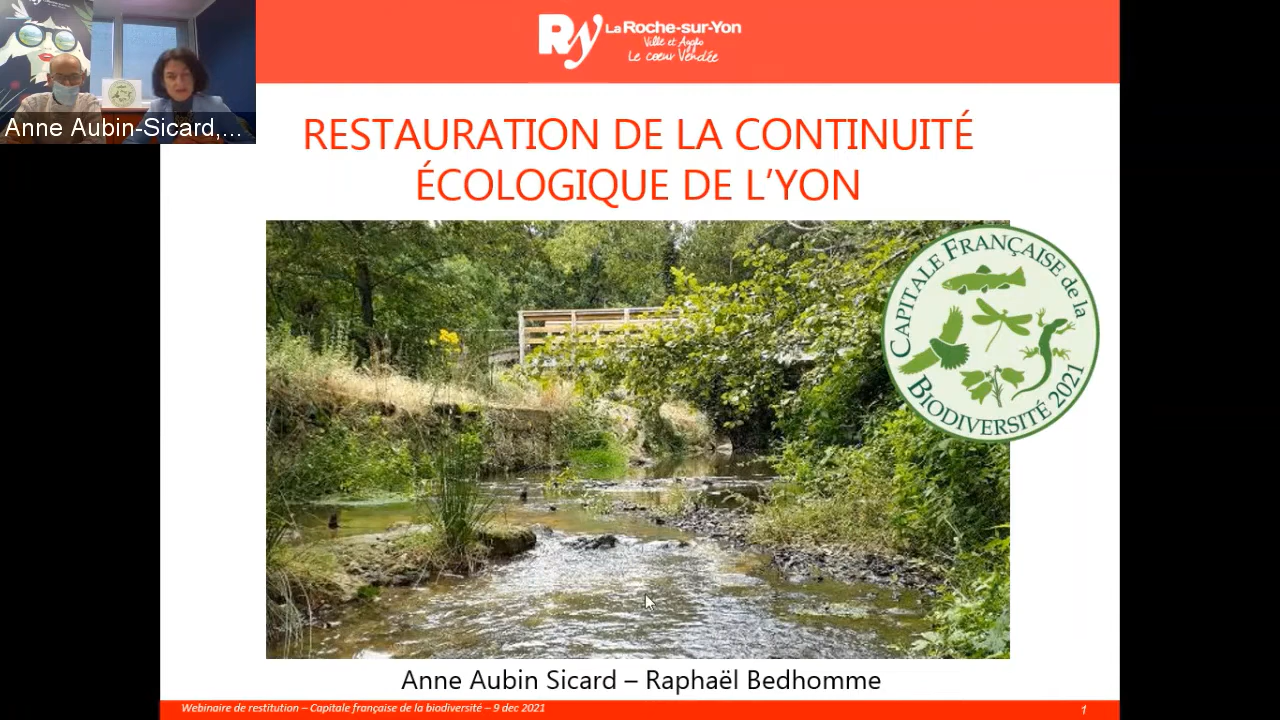 Anne Aubin-Sicard,...
Ry La Roche-sur-Yon
Ville et Agglo
Le cœur Vendée
RESTAURATION DE LA CONTINUITÉ
ÉCOLOGIQUE DE L’YON
CAPITALE FRANÇAISE de la
BIODIVERSITÉ 2021
Anne Aubin Sicard – Raphaël Bedhomme
Webinaire de restitution – Capitale française de la biodiversité – 9 dec 2021
1